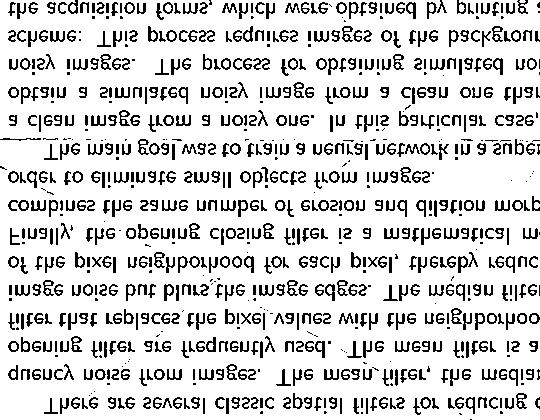 There are several classic spatial filters for reducing
quency noise from images. The mean filter, the median
opening filter are frequently used. The mean filter is a
filter that replaces the pixel values with the neighborhoo
image noise but blurs the image edges. The median filter
of the pixel neighborhood for each pixel, thereby reduc
Finally, the opening closing filter is a mathematical m
combines the same number of erosion and dilation morp
order to eliminate small objects from images.
The main goal was to train a neural network in a super
a clean image from a noisy one. In this particular case,
obtain a simulated noisy image from a clean one than
noisy images. The process for obtaining simulated noi
scheme: This process requires images of the backgroun
the acquisition forms, which were obtained by printing a